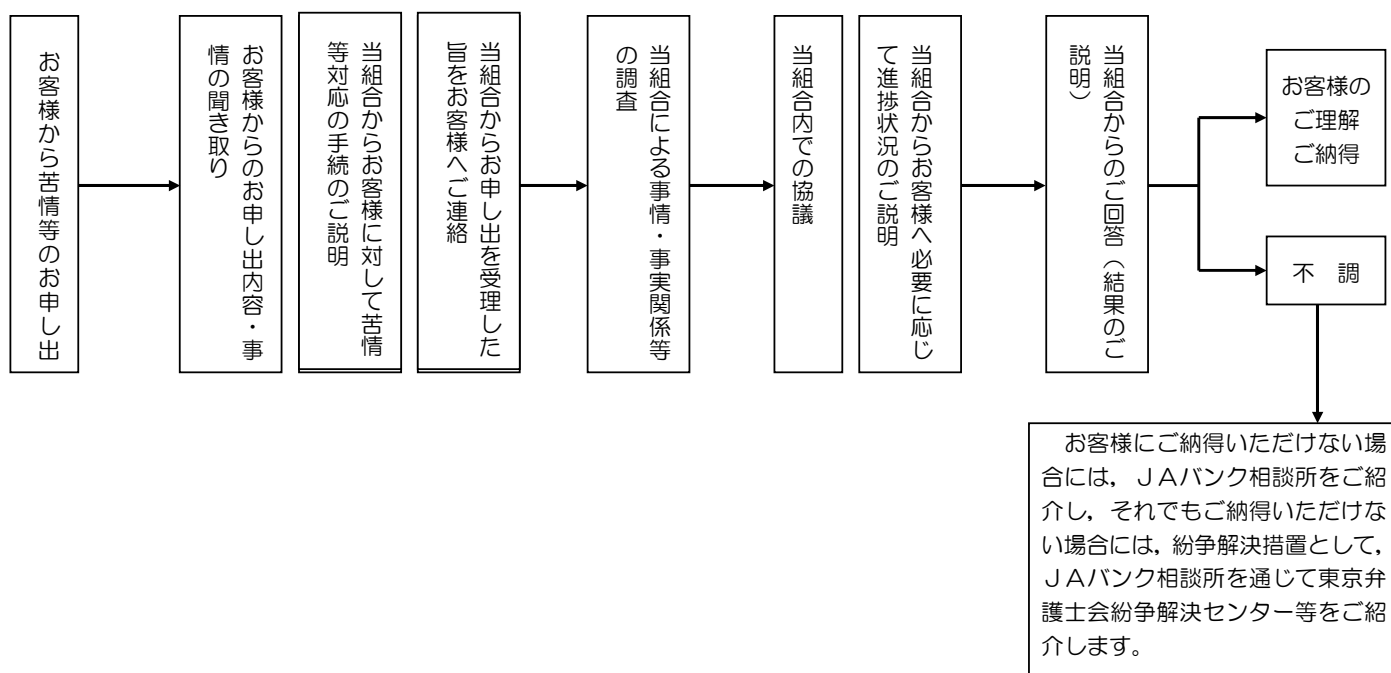 お客様から苦情等のお申し出
お客様からのお申し出内容・事
情の聞き取り
当組合からお客様に対して苦情
等対応の手続のご説明
当組合からお申し出を受理した
旨をお客様へご連絡
当組合による事情・事実関係等
の調査
当組合内での協議
当組合からお客様へ必要に応じ
て進捗状況のご説明
当組合からのご回答（結果のご
説明）
お客様の
ご理解
ご納得
不　調
　お客様にご納得いただけない場
合には，ＪＡバンク相談所をご紹
介し，それでもご納得いただけな
い場合には，紛争解決措置として，
ＪＡバンク相談所を通じて東京弁
護士会紛争解決センター等をご紹
介します。